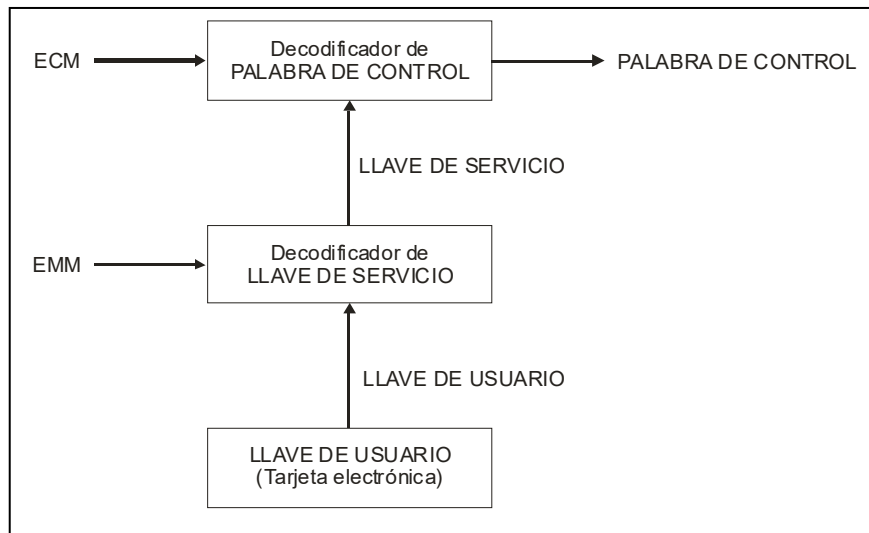 ECM
Decodificador de
PALABRA DE CONTROL
PALABRA DE CONTROL
LLAVE DE SERVICIO
EMM
Decodificador de
LLAVE DE SERVICIO
LLAVE DE USUARIO
LLAVE DE USUARIO
(Tarjeta electrónica)